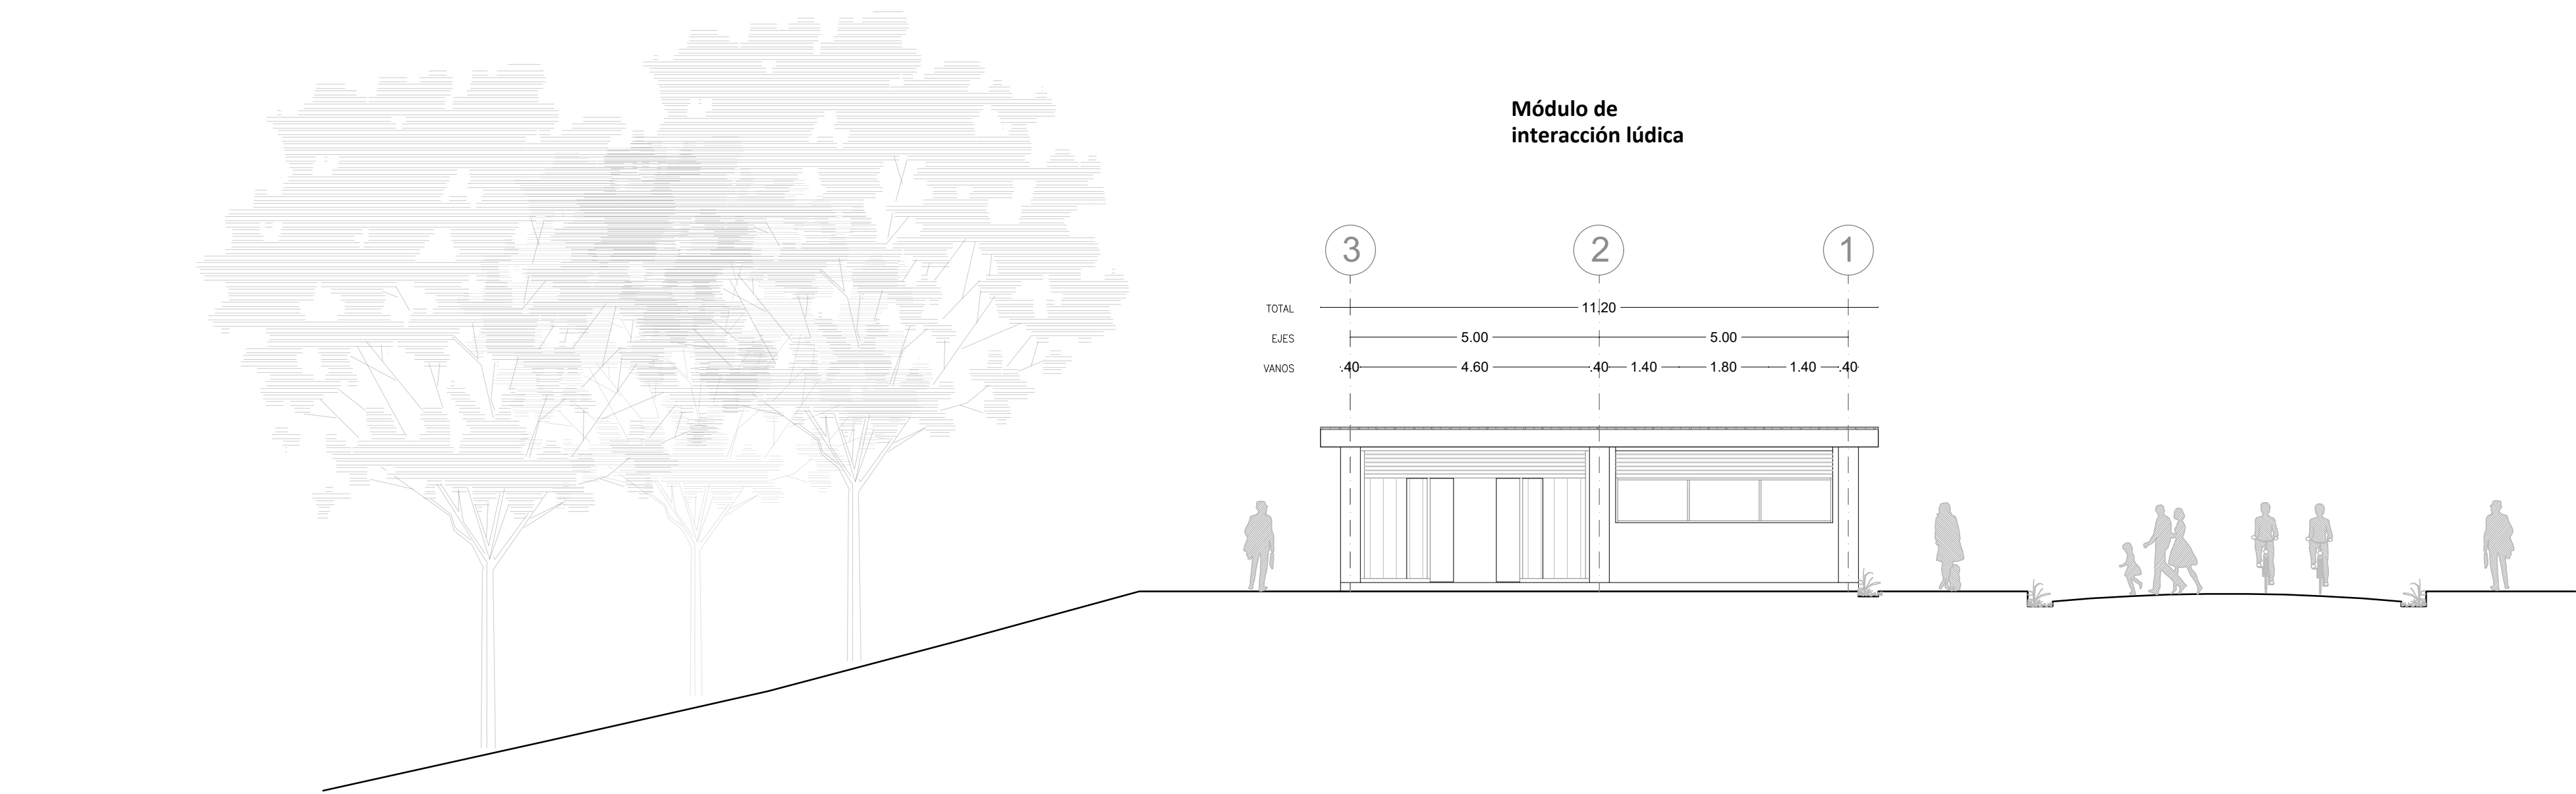 Módulo de
interacción lúdica
3 2 1
TOTAL 11.20
EJES 5.00 5.00
VANOS .40 4.60 .40 1.40 1.80 1.40 .40